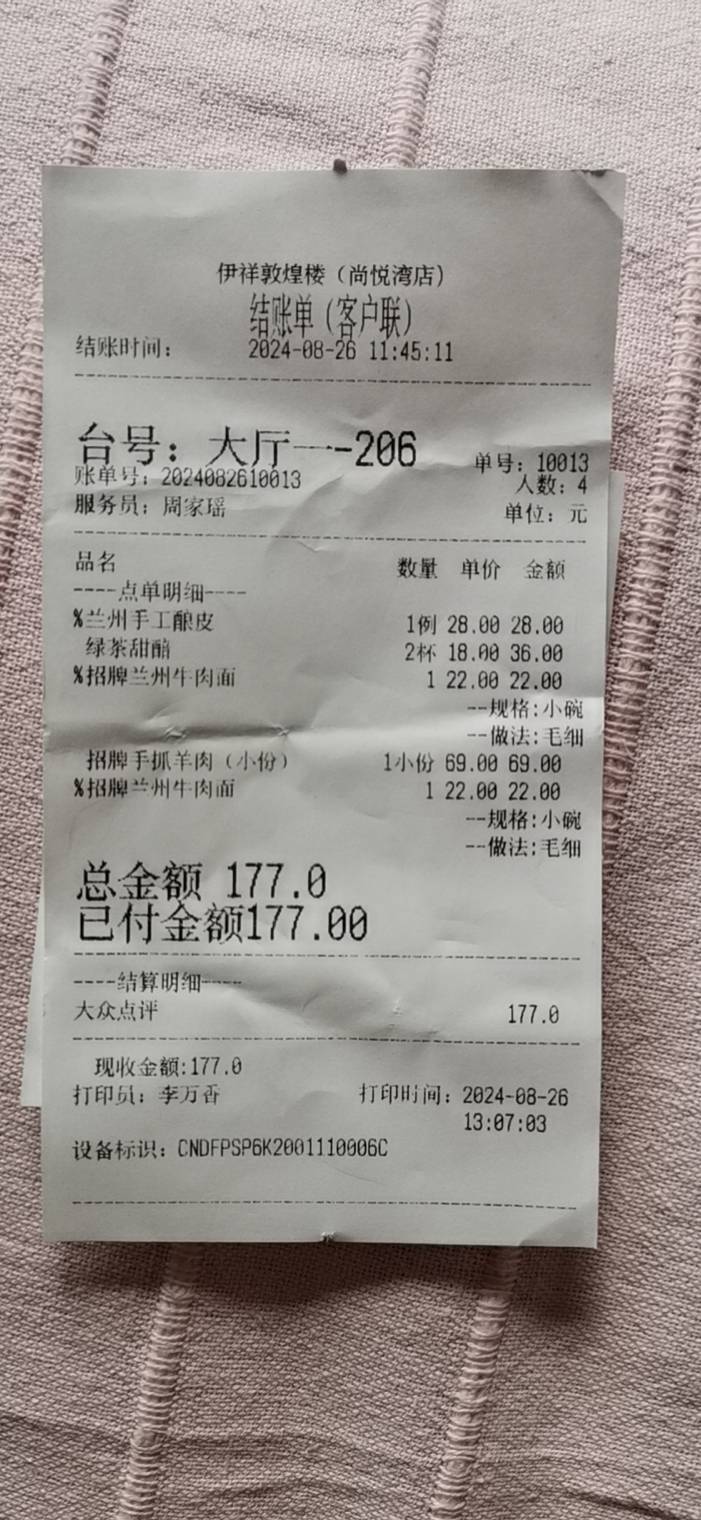 伊祥敦煌楼（尚悦湾店）
结账单（客户联）
结账时间： 2024-08-26 11:45:11
台号：大厅一-206
单号：10013
账单号：2024082610013
人数：4
服务员：周家瑶 单位：元
品名 数量 单价 金额
----点单明细----
%兰州手工酿皮 1例 28.00 28.00
绿茶甜醅 2杯 18.00 36.00
%招牌兰州牛肉面 1 22.00 22.00
--规格:小碗
--做法:毛细
招牌手抓羊肉（小份） 1小份 69.00 69.00
%招牌兰州牛肉面 1 22.00 22.00
--规格:小碗
--做法:毛细
总金额 177.0
已付金额177.00
----结算明细----
大众点评 177.0
现收金额:177.0
打印员：李万香 打印时间：2024-08-26
13:07:03
设备标识：CNDFPSP6K2001110006C